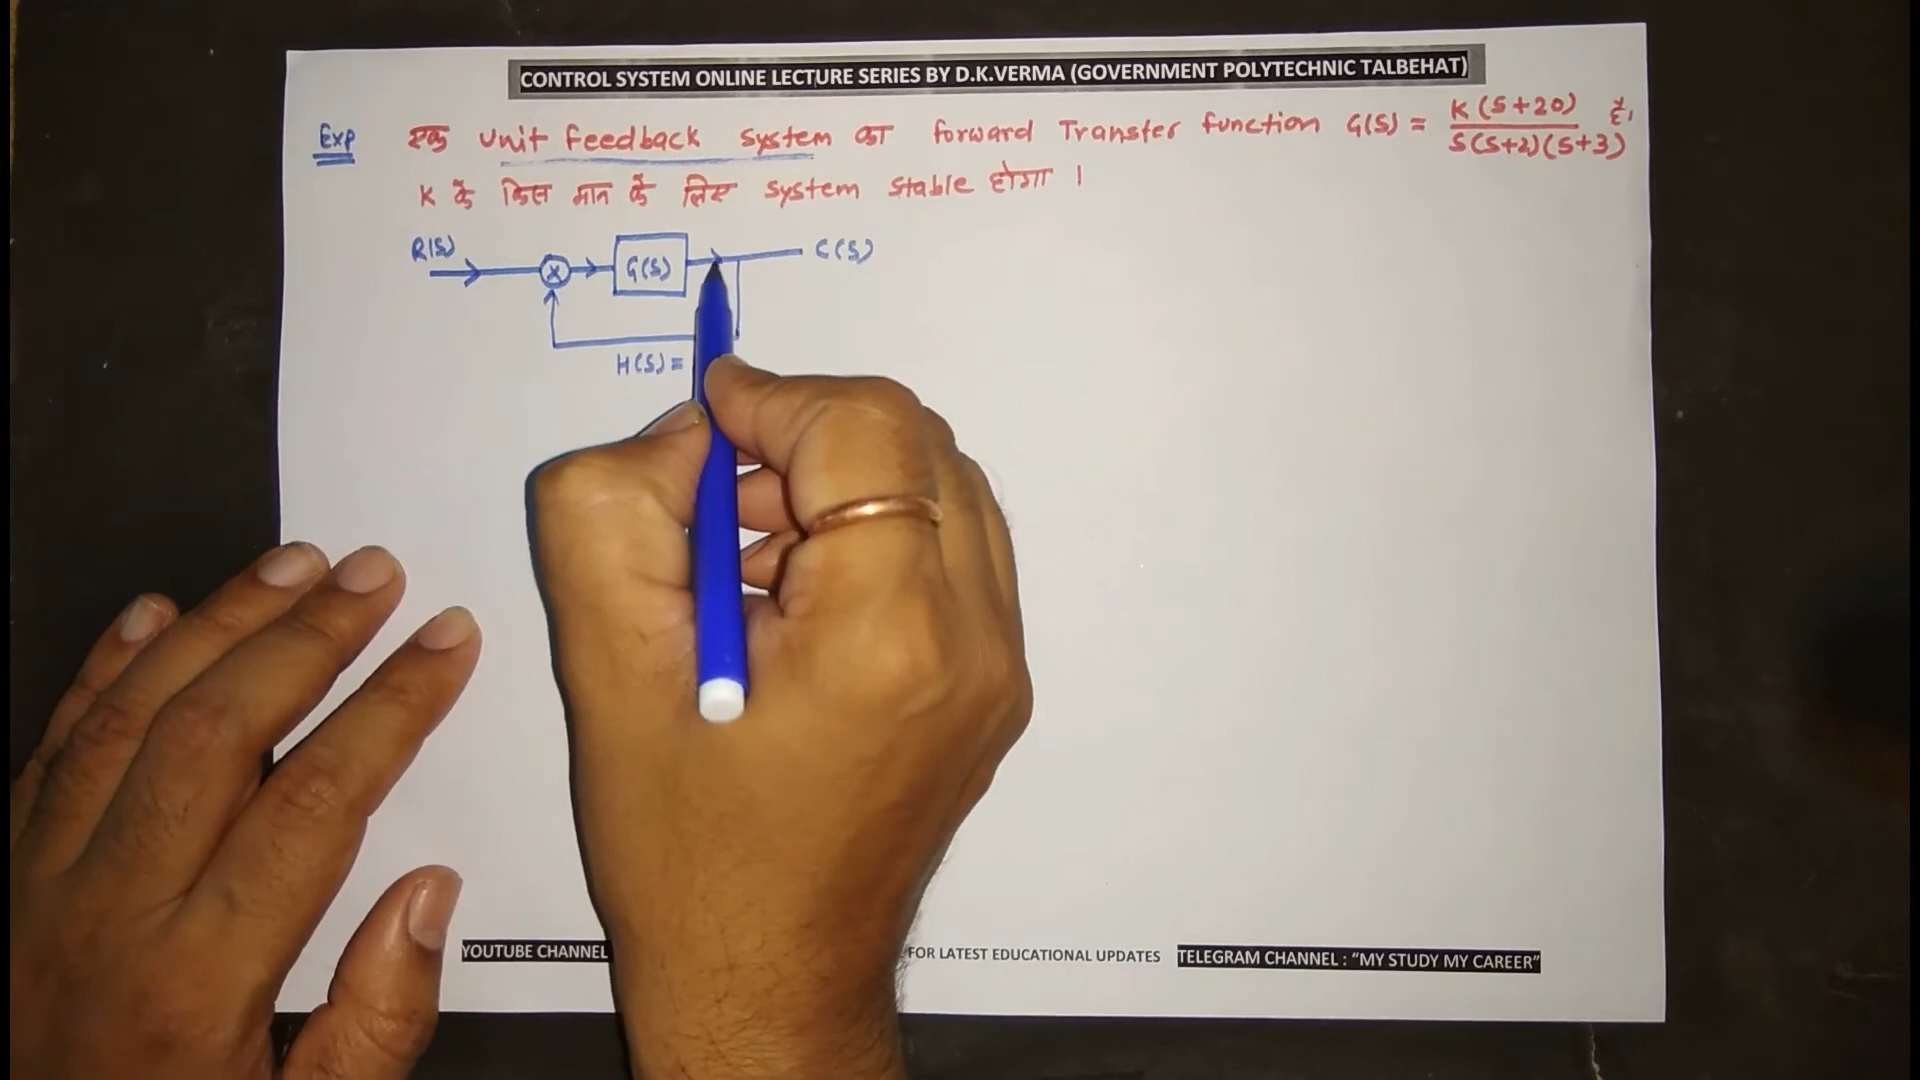 CONTROL SYSTEM ONLINE LECTURE SERIES BY D.K.VERMA (GOVERNMENT POLYTECHNIC TALBEHAT)
Exp एक Unit feedback system का forward Transfer function G(S) = K(S+20) / S(S+2)(S+3) है।
K के किस मान के लिए system stable होगा।
R(S) X G(S) C(S)
H(S)=
YOUTUBE CHANNEL FOR LATEST EDUCATIONAL UPDATES TELEGRAM CHANNEL : “MY STUDY MY CAREER”